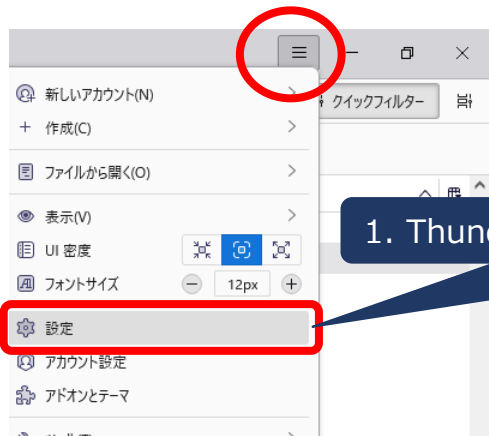 新しいアカウント(N)
クイックフィルター
作成(C)
ファイルから開く(O)
表示(V)
1. Thun
UI 密度
フォントサイズ
12px
設定
アカウント設定
アドオンとテーマ